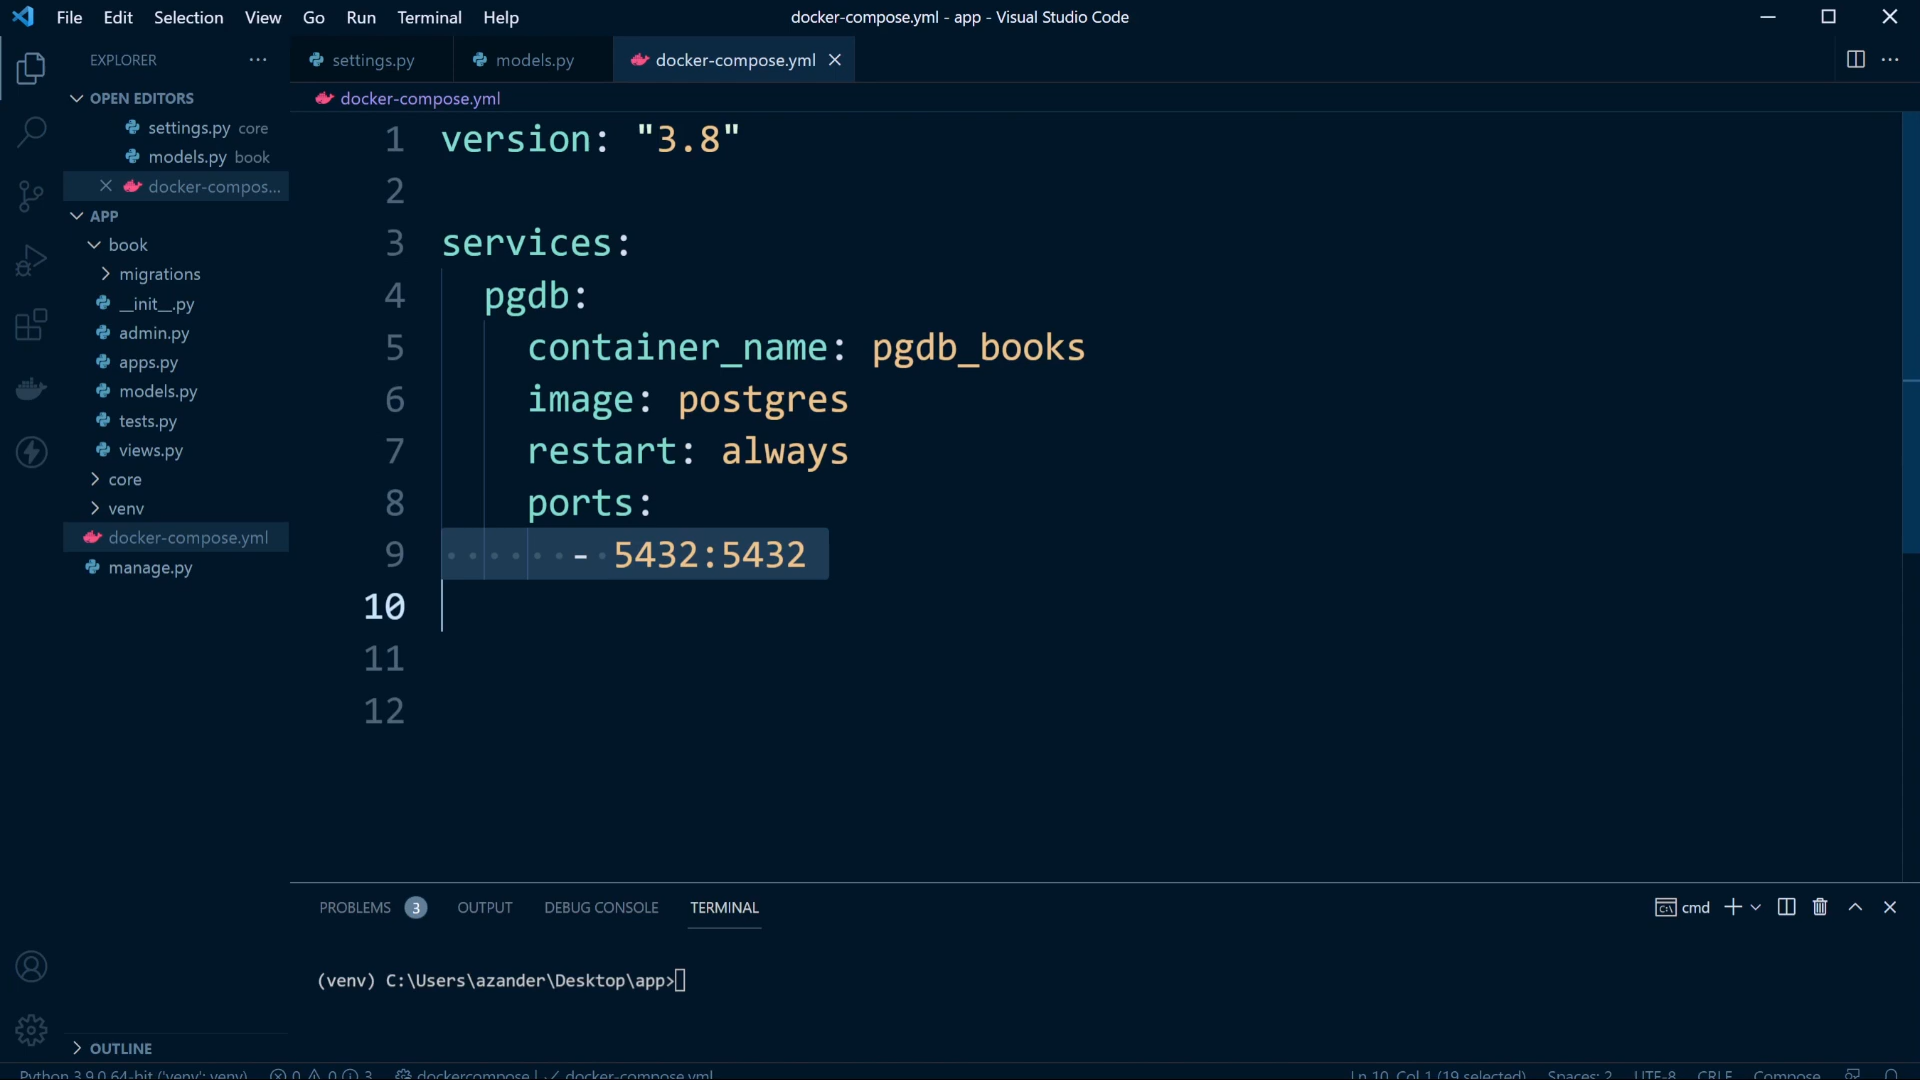 File Edit Selection View Go Run Terminal Help
docker-compose.yml - app - Visual Studio Code
EXPLORER
settings.py
models.py
docker-compose.yml
OPEN EDITORS
settings.py core
models.py book
docker-compos...
APP
book
migrations
__init__.py
admin.py
apps.py
models.py
tests.py
views.py
core
venv
docker-compose.yml
manage.py
OUTLINE
docker-compose.yml
1 version: "3.8"
2
3 services:
4 pgdb:
5 container_name: pgdb_books
6 image: postgres
7 restart: always
8 ports:
9 - 5432:5432
10
11
12
PROBLEMS 3 OUTPUT DEBUG CONSOLE TERMINAL
cmd
(venv) C:\Users\azander\Desktop\app>
Python 3.9.0 64-bit ('venv': venv) 0 0 3 dockercompose | docker-compose.yml Ln 10, Col 1 (19 selected) Spaces: 2 UTF-8 CRLF Compose